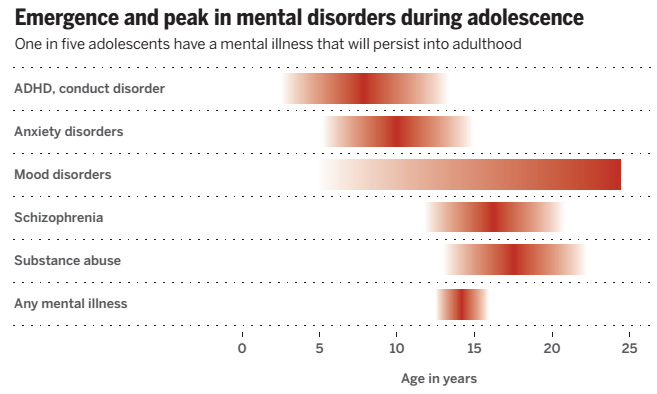 Emergence and peak in mental disorders during adolescence
One in five adolescents have a mental illness that will persist into adulthood
ADHD, conduct disorder
Anxiety disorders
Mood disorders
Schizophrenia
Substance abuse
Any mental illness
0 5 10 15 20 25
Age in years